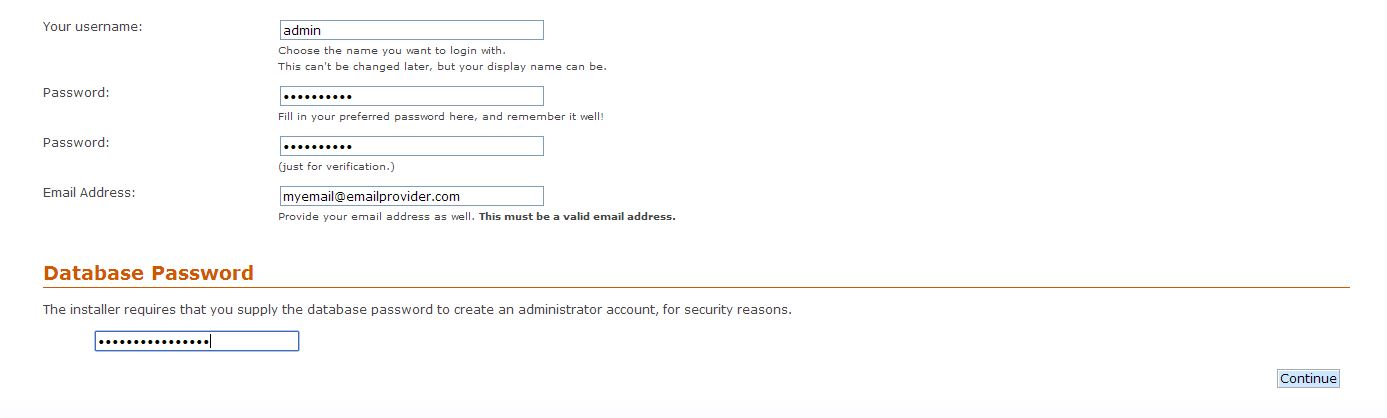 Your username: admin
Choose the name you want to login with.
This can't be changed later, but your display name can be.
Password: ••••••••••
Fill in your preferred password here, and remember it well!
Password: ••••••••••
(just for verification.)
Email Address: myemail@emailprovider.com
Provide your email address as well. This must be a valid email address.
Database Password
The installer requires that you supply the database password to create an administrator account, for security reasons.
••••••••••••••••
Continue